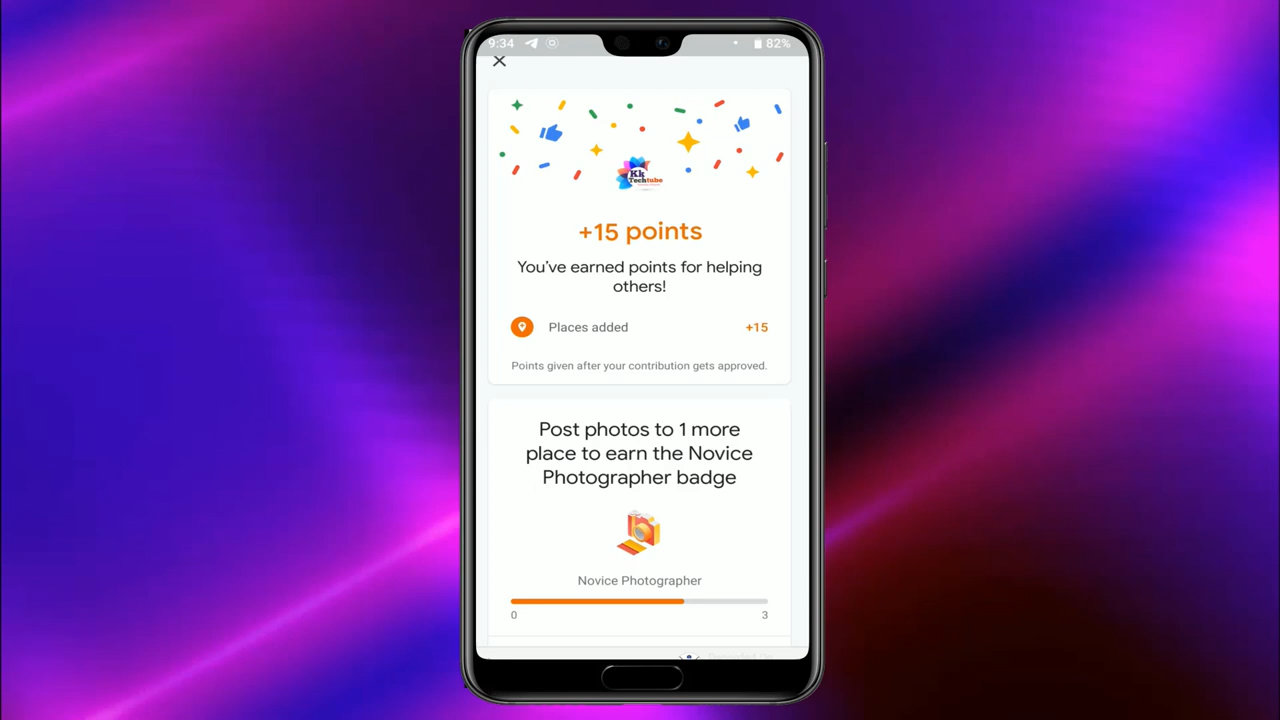 9:34
82%
Kk
Techtube
+15 points
You've earned points for helping
others!
Places added +15
Points given after your contribution gets approved.
Post photos to 1 more
place to earn the Novice
Photographer badge
Novice Photographer
0 3